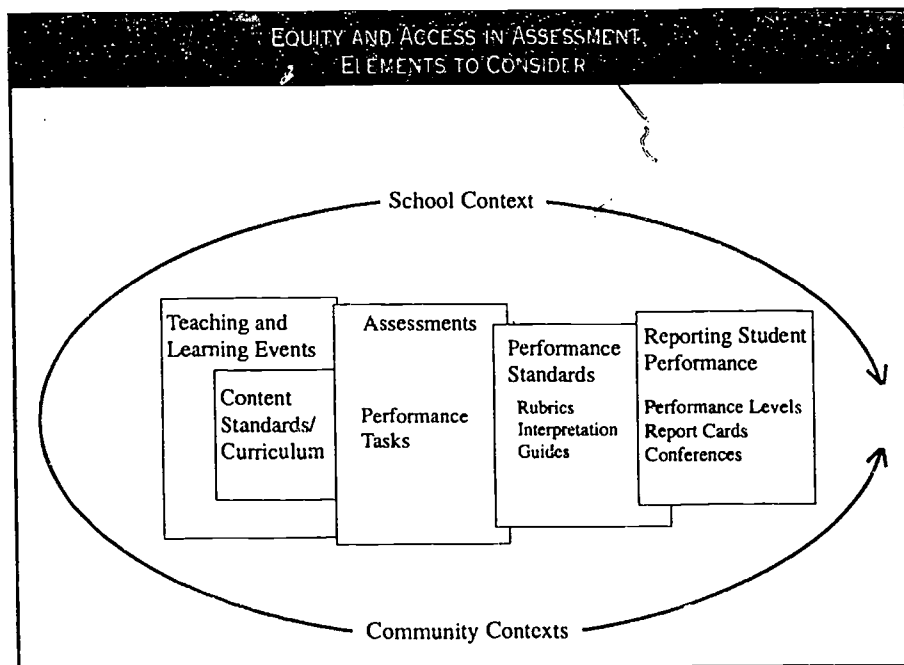 EQUITY AND ACCESS IN ASSESSMENT
ELEMENTS TO CONSIDER
School Context
Teaching and
Learning Events
Content
Standards/
Curriculum
Assessments
Performance
Tasks
Performance
Standards
Rubrics
Interpretation
Guides
Reporting Student
Performance
Performance Levels
Report Cards
Conferences
Community Contexts